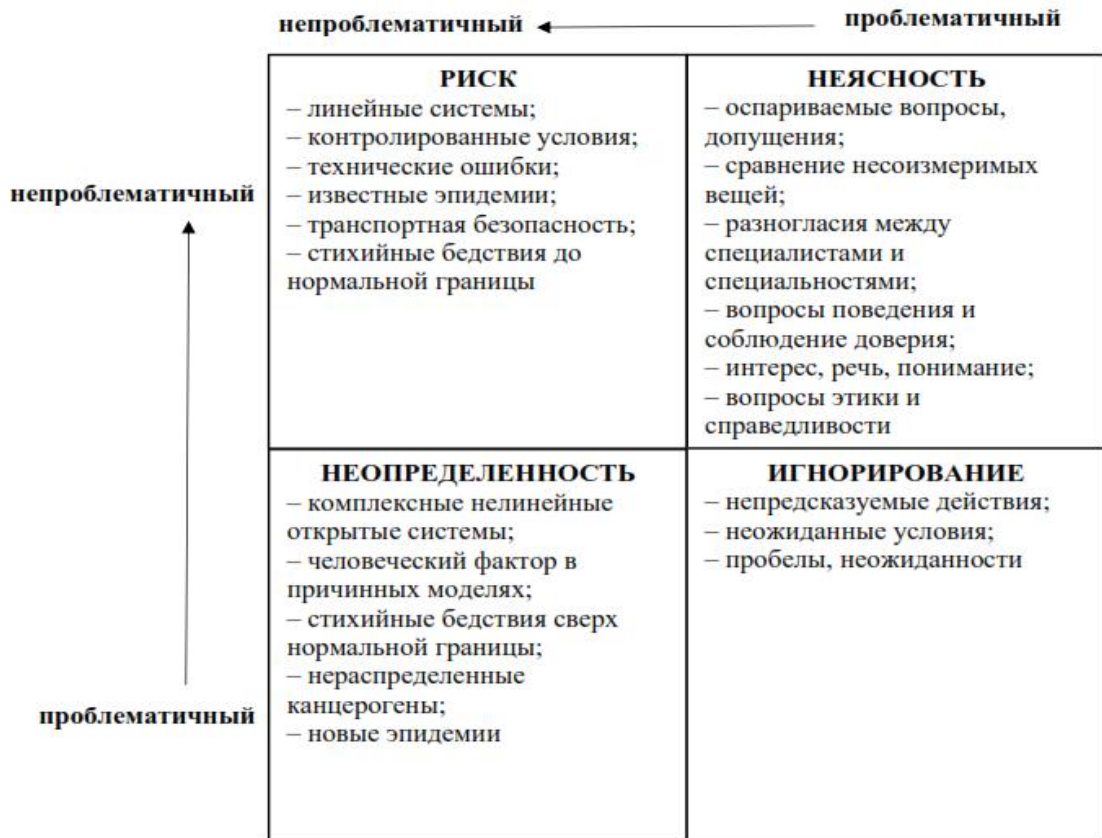 непроблематичный
проблематичный
непроблематичный
проблематичный
РИСК
– линейные системы;
– контролированные условия;
– технические ошибки;
– известные эпидемии;
– транспортная безопасность;
– стихийные бедствия до
нормальной границы
НЕЯСНОСТЬ
– оспариваемые вопросы,
допущения;
– сравнение несоизмеримых
вещей;
– разногласия между
специалистами и
специальностями;
– вопросы поведения и
соблюдение доверия;
– интерес, речь, понимание;
– вопросы этики и
справедливости
НЕОПРЕДЕЛЕННОСТЬ
– комплексные нелинейные
открытые системы;
– человеческий фактор в
причинных моделях;
– стихийные бедствия сверх
нормальной границы;
– нераспределенные
канцерогены;
– новые эпидемии
ИГНОРИРОВАНИЕ
– непредсказуемые действия;
– неожиданные условия;
– пробелы, неожиданности